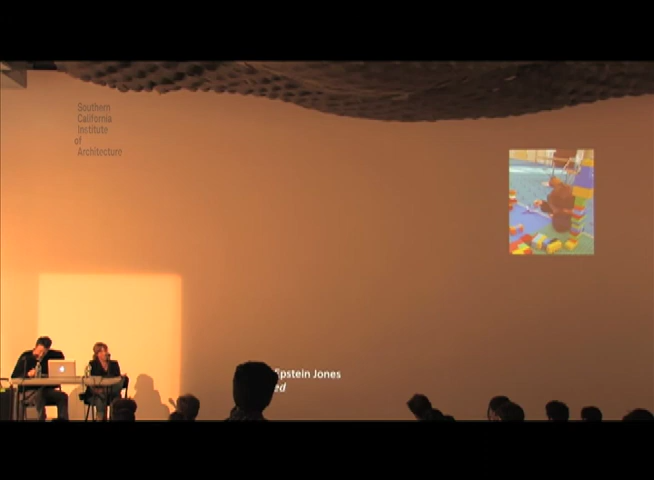 Southern
California
Institute
of
Architecture
Epstein Jones
ed